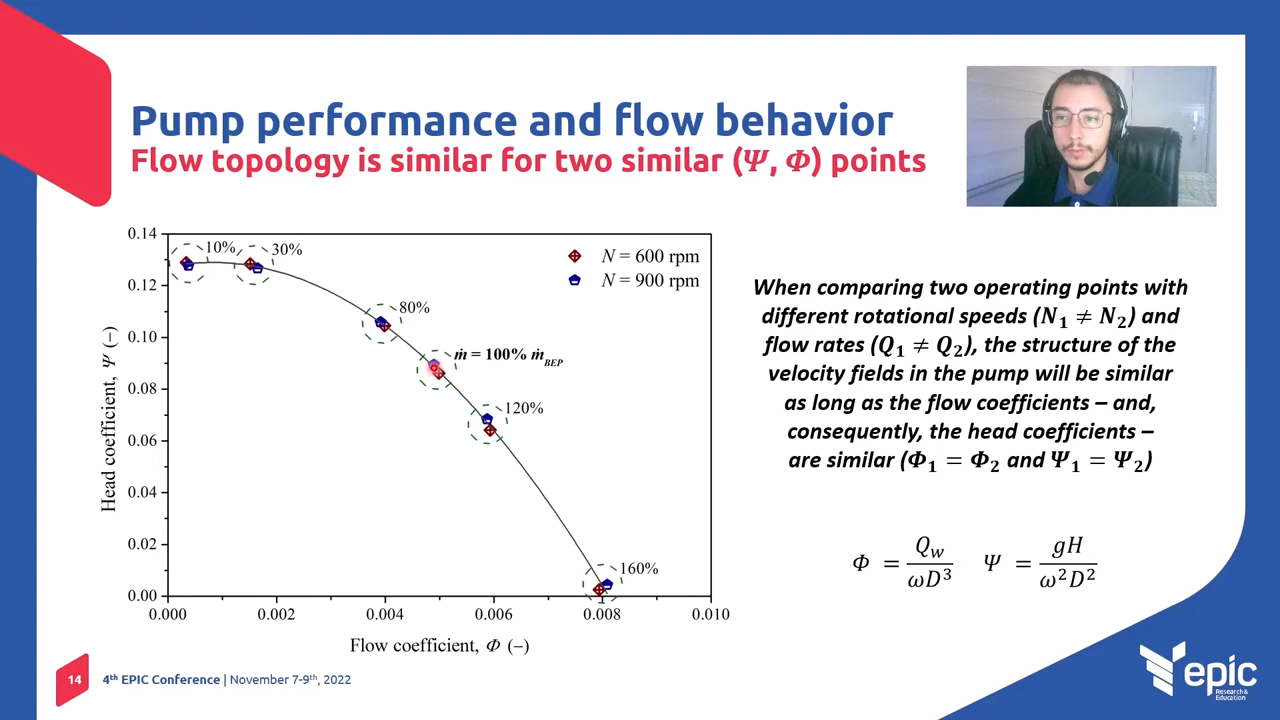 Pump performance and flow behavior
Flow topology is similar for two similar (Ψ, Φ) points
0.14
0.12
0.10
0.08
0.06
0.04
0.02
0.00
Head coefficient, Ψ (–)
10%
30%
80%
ṁ = 100% ṁBEP
120%
160%
N = 600 rpm
N = 900 rpm
0.000
0.002
0.004
0.006
0.008
0.010
Flow coefficient, Φ (–)
When comparing two operating points with
different rotational speeds (N₁ ≠ N₂) and
flow rates (Q₁ ≠ Q₂), the structure of the
velocity fields in the pump will be similar
as long as the flow coefficients – and,
consequently, the head coefficients –
are similar (Φ₁ = Φ₂ and Ψ₁ = Ψ₂)
Φ = Qw / ωD³ Ψ = gH / ω²D²
14
4th EPIC Conference | November 7-9th, 2022
epic
Research &
Education
epic
Research &
Education